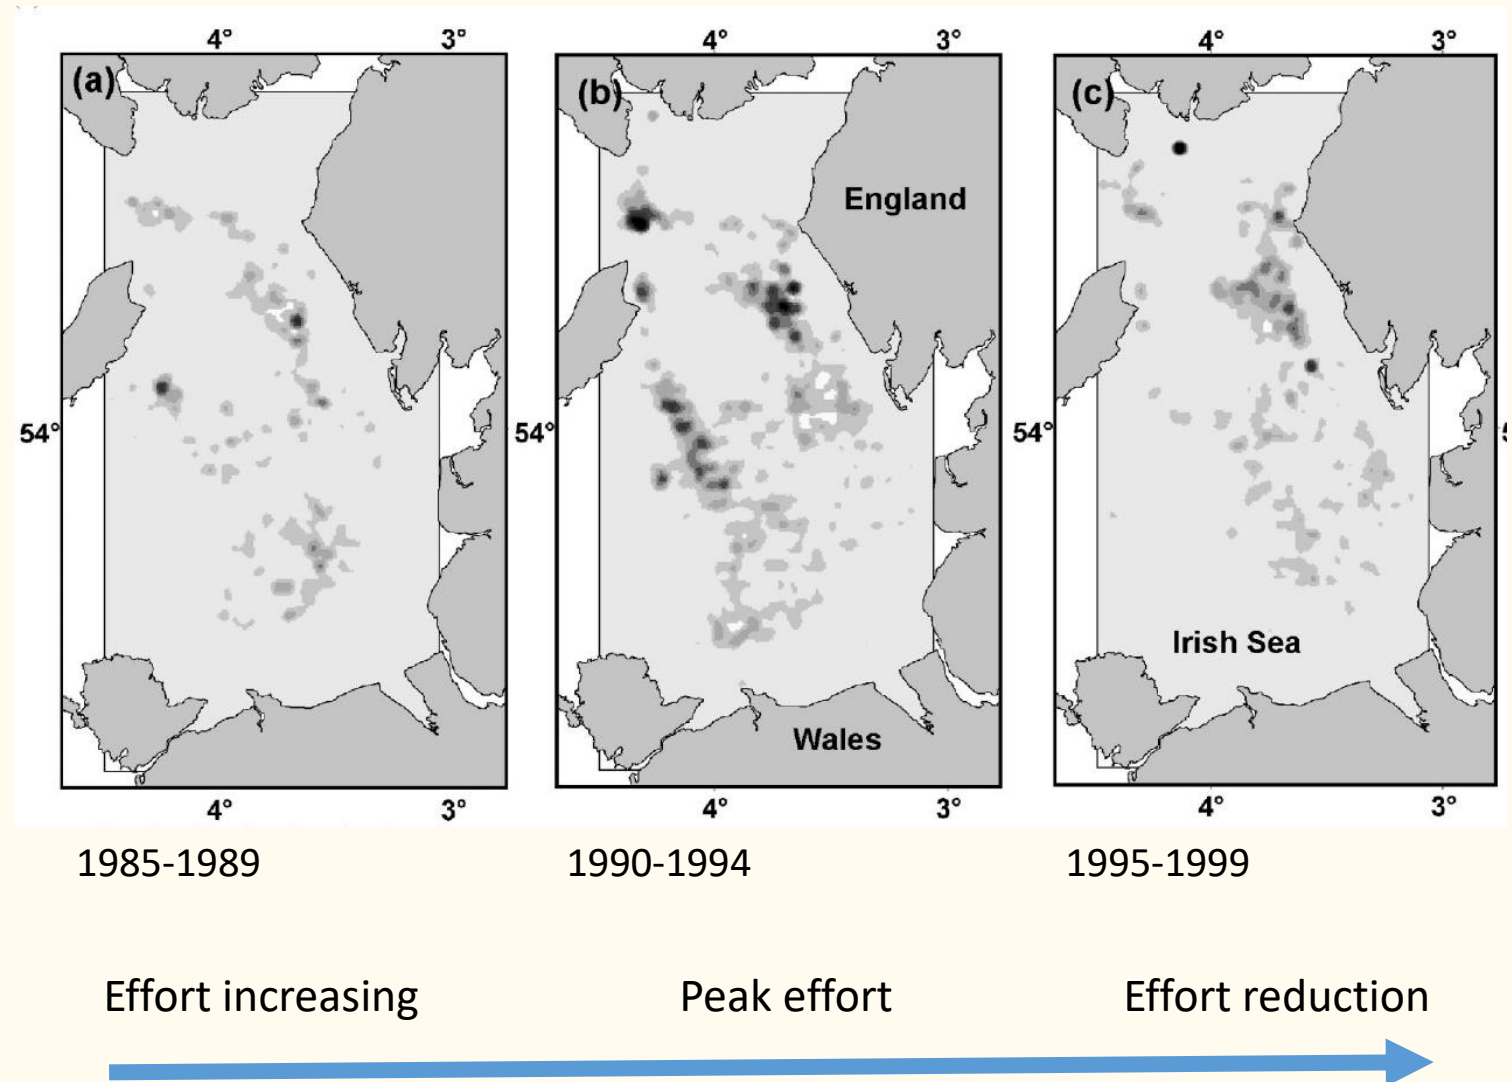 4° 3° 4° 3° 4° 3°
(a) (b) (c)
England
54° 54° 54°
Irish Sea
Wales
4° 3° 4° 3° 4° 3°
1985-1989 1990-1994 1995-1999
Effort increasing Peak effort Effort reduction